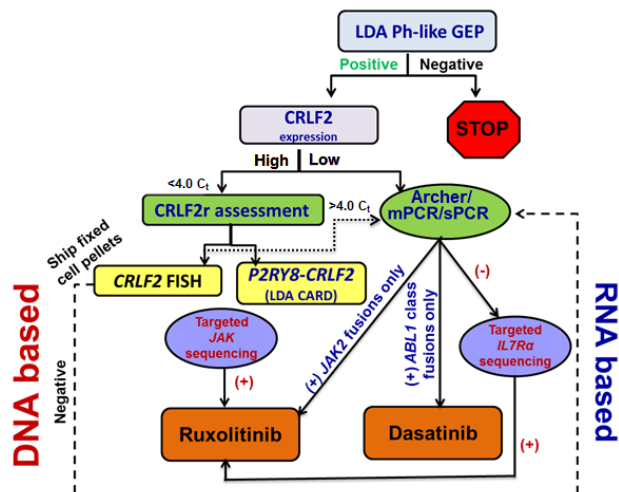 LDA Ph-like GEP
Positive
Negative
CRLF2
expression
STOP
High
Low
<4.0 Ct
>4.0 Ct
CRLF2r assessment
Archer/
mPCR/sPCR
Ship fixed
cell pellets
CRLF2 FISH
P2RY8-CRLF2
(LDA CARD)
(-)
Targeted
JAK
sequencing
(+)
(+) JAK2 fusions only
(+) ABL1 class
fusions only
Targeted
IL7Rα
sequencing
(+)
Ruxolitinib
Dasatinib
DNA based
Negative
RNA based